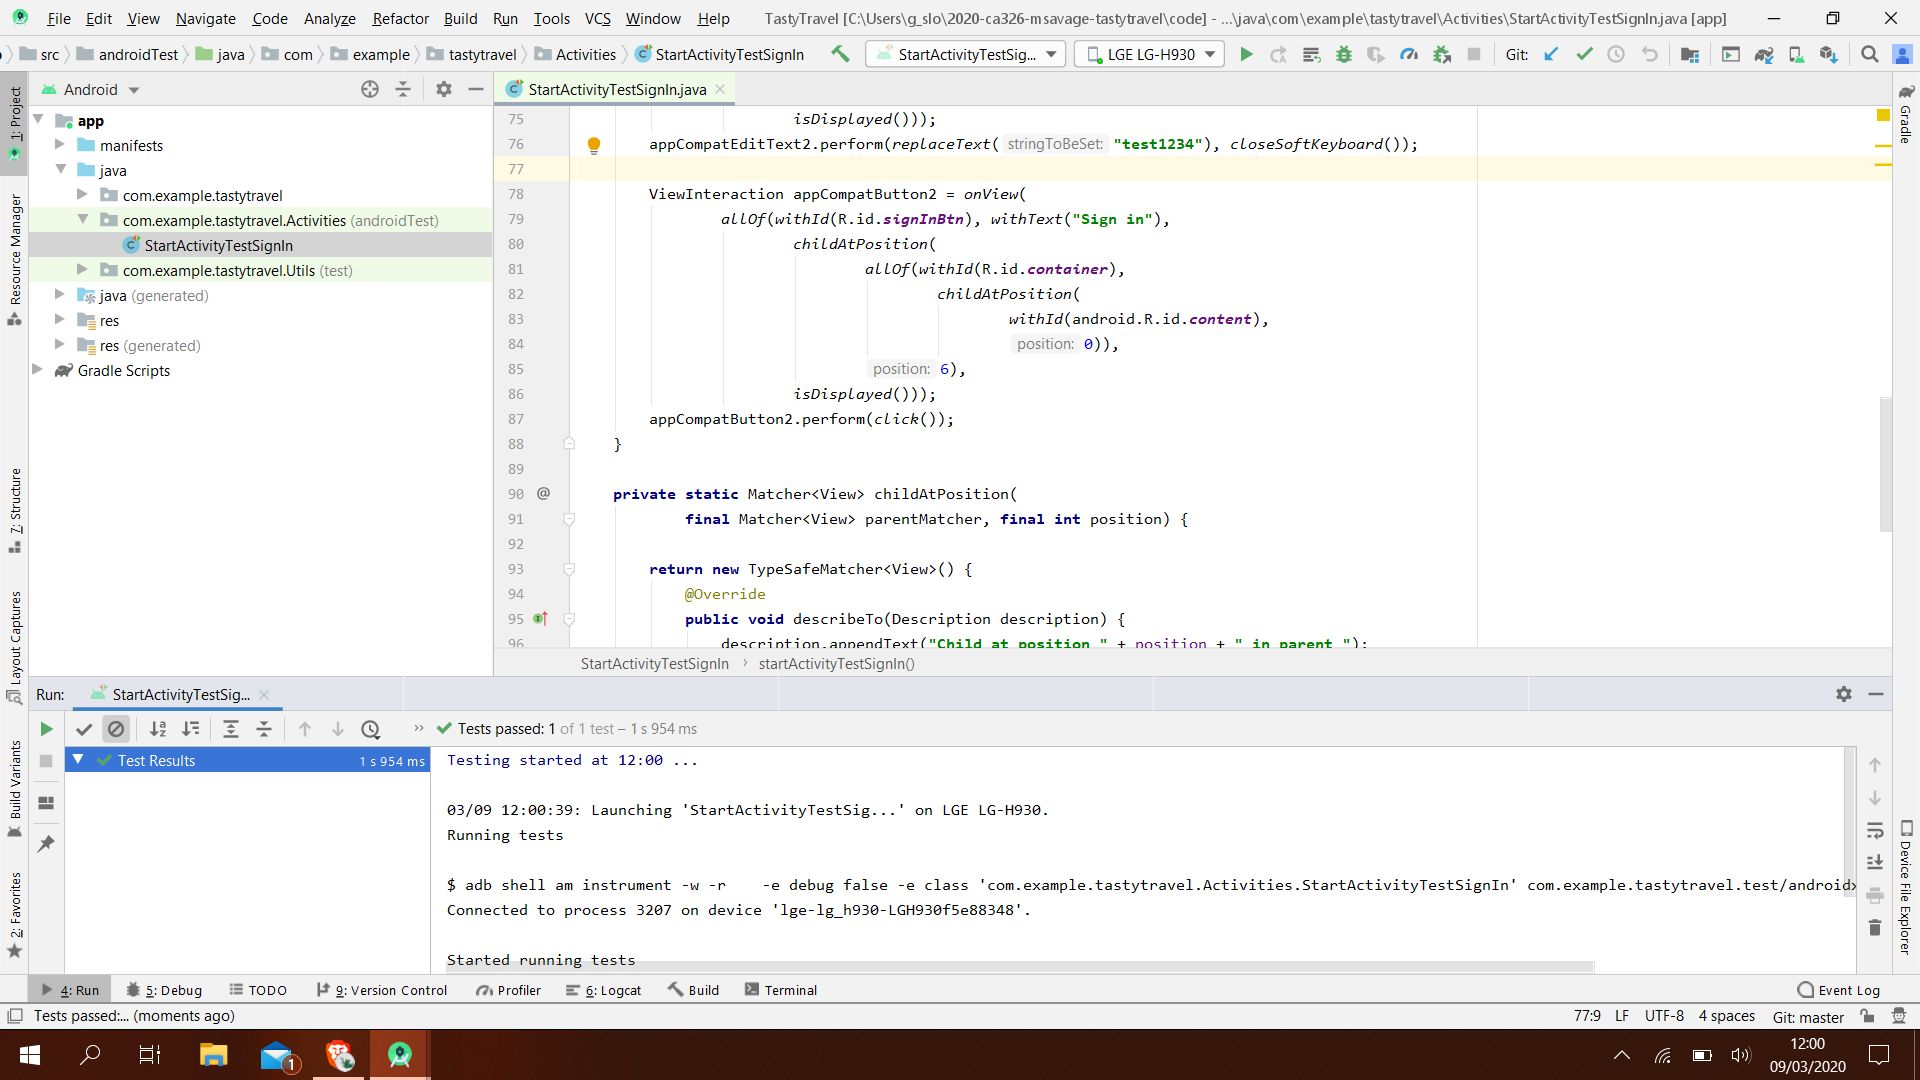 File Edit View Navigate Code Analyze Refactor Build Run Tools VCS Window Help TastyTravel [C:\Users\g_slo\2020-ca326-msavage-tastytravel\code] - ...\java\com\example\tastytravel\Activities\StartActivityTestSignIn.java [app]
src androidTest java com example tastytravel Activities StartActivityTestSignIn StartActivityTestSig... LGE LG-H930 Git:
Android StartActivityTestSignIn.java
1: Project
Resource Manager
7: Structure
Layout Captures
Build Variants
2: Favorites
app
manifests
java
com.example.tastytravel
com.example.tastytravel.Activities (androidTest)
StartActivityTestSignIn
com.example.tastytravel.Utils (test)
java (generated)
res
res (generated)
Gradle Scripts
75 isDisplayed()));
76 appCompatEditText2.perform(replaceText( stringToBeSet: "test1234"), closeSoftKeyboard());
77
78 ViewInteraction appCompatButton2 = onView(
79 allOf(withId(R.id.signInBtn), withText("Sign in"),
80 childAtPosition(
81 allOf(withId(R.id.container),
82 childAtPosition(
83 withId(android.R.id.content),
84 position: 0)),
85 position: 6),
86 isDisplayed()));
87 appCompatButton2.perform(click());
88 }
89
90 @ private static Matcher<View> childAtPosition(
91 final Matcher<View> parentMatcher, final int position) {
92
93 return new TypeSafeMatcher<View>() {
94 @Override
95 public void describeTo(Description description) {
96 description.appendText("Child at position " + position + " in parent ");
StartActivityTestSignIn › startActivityTestSignIn()
Gradle
Device File Explorer
Run: StartActivityTestSig...
Tests passed: 1 of 1 test – 1 s 954 ms
Test Results 1 s 954 ms
Testing started at 12:00 ...
03/09 12:00:39: Launching 'StartActivityTestSig...' on LGE LG-H930.
Running tests
$ adb shell am instrument -w -r    -e debug false -e class 'com.example.tastytravel.Activities.StartActivityTestSignIn' com.example.tastytravel.test/android
Connected to process 3207 on device 'lge-lg_h930-LGH930f5e88348'.
Started running tests
4: Run 5: Debug TODO 9: Version Control Profiler 6: Logcat Build Terminal Event Log
Tests passed:... (moments ago) 77:9 LF UTF-8 4 spaces Git: master
1
12:00
09/03/2020